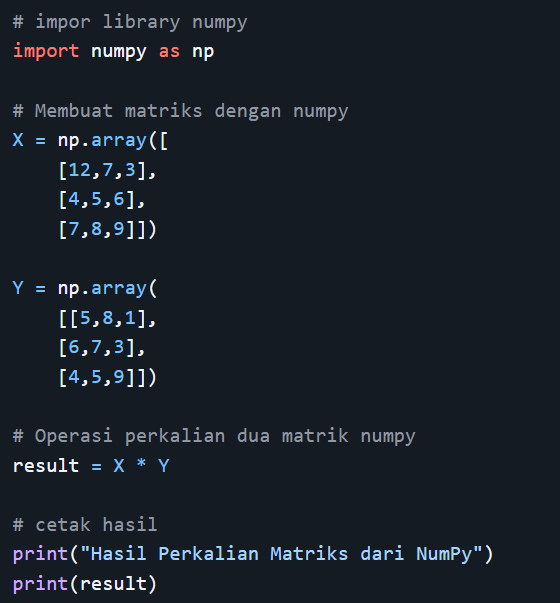 # impor library numpy
import numpy as np
# Membuat matriks dengan numpy
X = np.array([
    [12,7,3],
    [4,5,6],
    [7,8,9]])
Y = np.array(
    [[5,8,1],
    [6,7,3],
    [4,5,9]])
# Operasi perkalian dua matrik numpy
result = X * Y
# cetak hasil
print("Hasil Perkalian Matriks dari NumPy")
print(result)